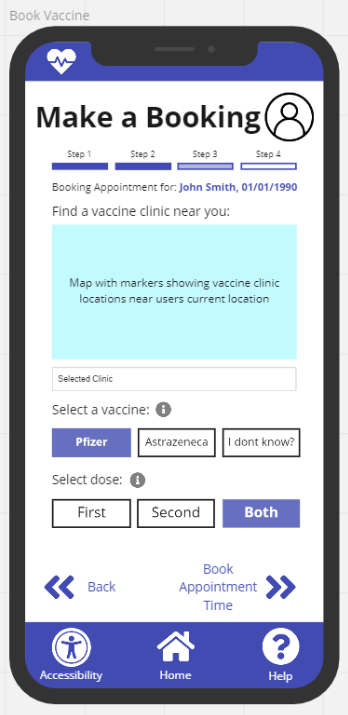 Book Vaccine
Make a Booking
Step 1 Step 2 Step 3 Step 4
Booking Appointment for: John Smith, 01/01/1990
Find a vaccine clinic near you:
Map with markers showing vaccine clinic
locations near users current location
Selected Clinic
Select a vaccine: i
Pfizer Astrazeneca I dont know?
Select dose: i
First Second Both
Back
Book
Appointment
Time
Accessibility Home ? Help